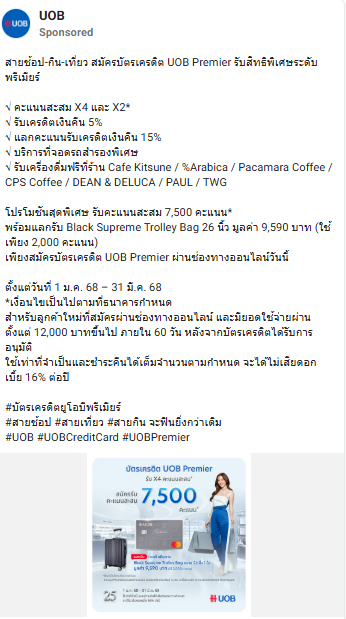 UOB
Sponsored
สายช้อป-กิน-เที่ยว สมัครบัตรเครดิต UOB Premier รับสิทธิพิเศษระดับ
พรีเมียร์
√ คะแนนสะสม X4 และ X2*
√ รับเครดิตเงินคืน 5%
√ แลกคะแนนรับเครดิตเงินคืน 15%
√ บริการที่จอดรถสำรองพิเศษ
√ รับเครื่องดื่มฟรีที่ร้าน Cafe Kitsune / %Arabica / Pacamara Coffee /
CPS Coffee / DEAN & DELUCA / PAUL / TWG
โปรโมชั่นสุดพิเศษ รับคะแนนสะสม 7,500 คะแนน*
พร้อมแลกรับ Black Supreme Trolley Bag 26 นิ้ว มูลค่า 9,590 บาท (ใช้
เพียง 2,000 คะแนน)
เพียงสมัครบัตรเครดิต UOB Premier ผ่านช่องทางออนไลน์วันนี้
ตั้งแต่วันที่ 1 ม.ค. 68 – 31 มี.ค. 68
*เงื่อนไขเป็นไปตามที่ธนาคารกำหนด
สำหรับลูกค้าใหม่ที่สมัครผ่านช่องทางออนไลน์ และมียอดใช้จ่ายผ่าน
ตั้งแต่ 12,000 บาทขึ้นไป ภายใน 60 วัน หลังจากบัตรเครดิตได้รับการ
อนุมัติ
ใช้เท่าที่จำเป็นและชำระคืนได้เต็มจำนวนตามกำหนด จะได้ไม่เสียดอก
เบี้ย 16% ต่อปี
#บัตรเครดิตยูโอบีพรีเมียร์
#สายช้อป #สายเที่ยว #สายกิน จะฟินยิ่งกว่าเดิม
#UOB #UOBCreditCard #UOBPremier
บัตรเครดิต UOB Premier
รับ X4 คะแนนสะสม*
สมัครรับ
คะแนนสะสม
7,500
คะแนน*
Black Supreme Trolley Bag ขนาด 26 นิ้ว 1 ใบ
มูลค่า 9,590 บาท
25
UOB